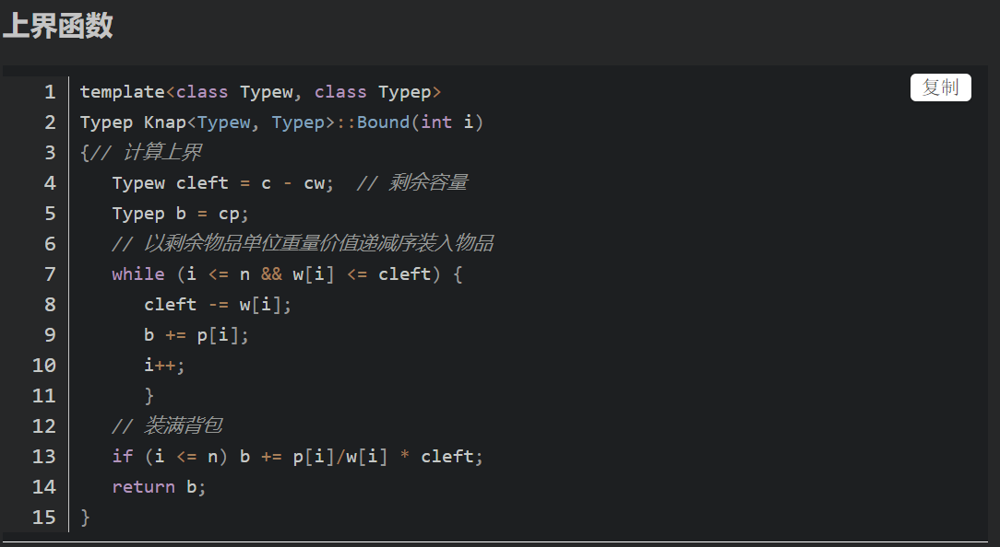 上界函数
复制
1 template<class Typew, class Typep>
2 Typep Knap<Typew, Typep>::Bound(int i)
3 {// 计算上界
4    Typew cleft = c - cw;  // 剩余容量
5    Typep b = cp;
6    // 以剩余物品单位重量价值递减序装入物品
7    while (i <= n && w[i] <= cleft) {
8       cleft -= w[i];
9       b += p[i];
10       i++;
11       }
12    // 装满背包
13    if (i <= n) b += p[i]/w[i] * cleft;
14    return b;
15 }